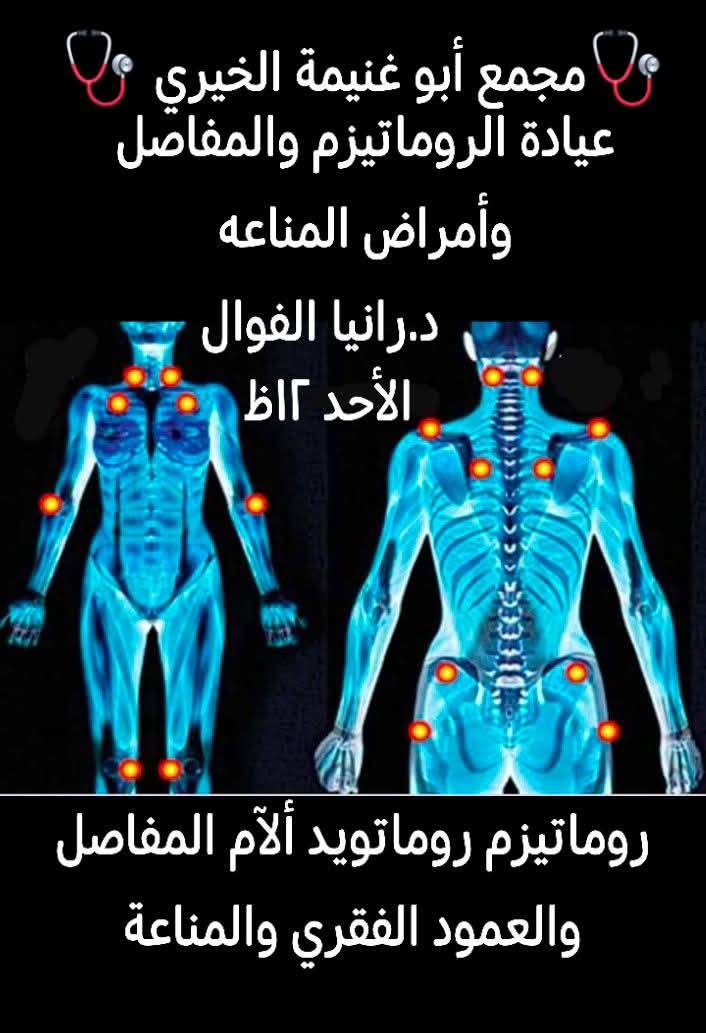 مجمع أبو غنيمة الخيري
عيادة الروماتيزم والمفاصل
وأمراض المناعه
د.رانيا الفوال
الأحد ١٢ظ
روماتيزم روماتويد ألآم المفاصل
والعمود الفقري والمناعة